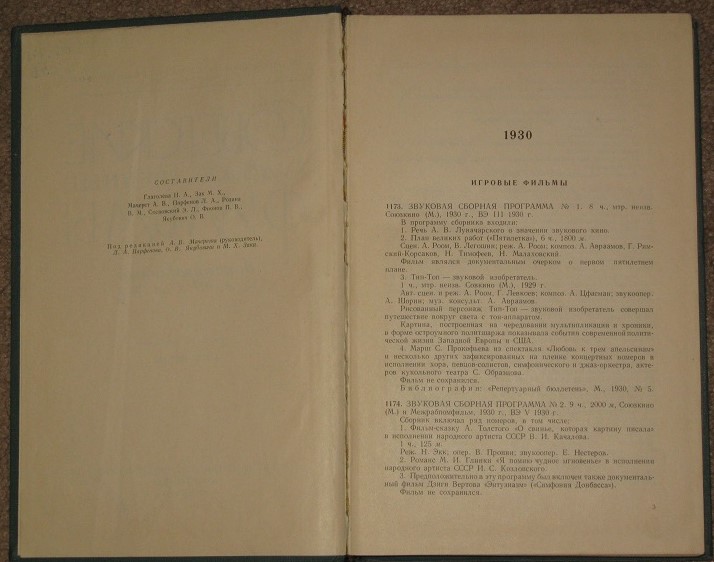 СОСТАВИТЕЛИ
Глаголева Н. А., Зак М. Х.,
Мачерет А. В., Парфенов Л. А., Рошаль
Л. М., Сосновский З. Л., Фионов П. В.,
Якубович О. В.
Под редакцией А. В. Мачерета (руководитель),
Л. А. Парфенова, О. В. Якубович и М. Х. Зака.
1930
ИГРОВЫЕ ФИЛЬМЫ
1173. ЗВУКОВАЯ СБОРНАЯ ПРОГРАММА № 1. 8 ч., мтр. неизв.
Союзкино (М.), 1930 г., ВЭ III 1930 г.
В программу сборника входили:
1. Речь А. В. Луначарского о значении звукового кино.
2. План великих работ («Пятилетка»), 6 ч., 1800 м.
Сцен. А. Роом, В. Легошин; реж. А. Роом; композ. А. Авраамов, Г. Рим-
ский-Корсаков, Н. Тимофеев, Н. Малаховский.
Фильм являлся документальным очерком о первом пятилетнем
плане.
3. Тип-Топ — звуковой изобретатель.
1 ч., мтр. неизв. Совкино (М.), 1929 г.
Авт. сцен. и реж. А. Роом, Г. Левкоев; композ. А. Цфасман; звукоопер.
А. Шорин; муз. консульт. А. Авраамов.
Рисованный персонаж Тип-Топ — звуковой изобретатель совершал
путешествие вокруг света с тон-аппаратом.
Картина, построенная на чередовании мультипликации и хроники,
в форме остроумного политшаржа показывала события современной полити-
ческой жизни Западной Европы и США.
4. Марш С. Прокофьева из спектакля «Любовь к трем апельсинам»
и несколько других зафиксированных на пленке концертных номеров в
исполнении хора, певцов-солистов, симфонического и джаз-оркестра, акте-
ров кукольного театра С. Образцова.
Фильм не сохранился.
Библиография: «Репертуарный бюллетень», М., 1930, № 5.
1174. ЗВУКОВАЯ СБОРНАЯ ПРОГРАММА № 2. 9 ч., 2000 м, Союзкино
(М.) и Межрабпомфильм, 1930 г., ВЭ V 1930 г.
Сборник включал ряд номеров, в том числе:
1. Фильм-сказку А. Толстого «О свинье, которая картину писала»
в исполнении народного артиста СССР В. И. Качалова.
1 ч., 125 м.
Реж. Н. Экк; опер. В. Пронин; звукоопер. Е. Нестеров.
2. Романс М. И. Глинки «Я помню чудное мгновенье» в исполнении
народного артиста СССР И. С. Козловского.
3. Предположительно в эту программу был включен также документаль-
ный фильм Дзиги Вертова «Энтузиазм» («Симфония Донбасса»).
Фильм не сохранился.